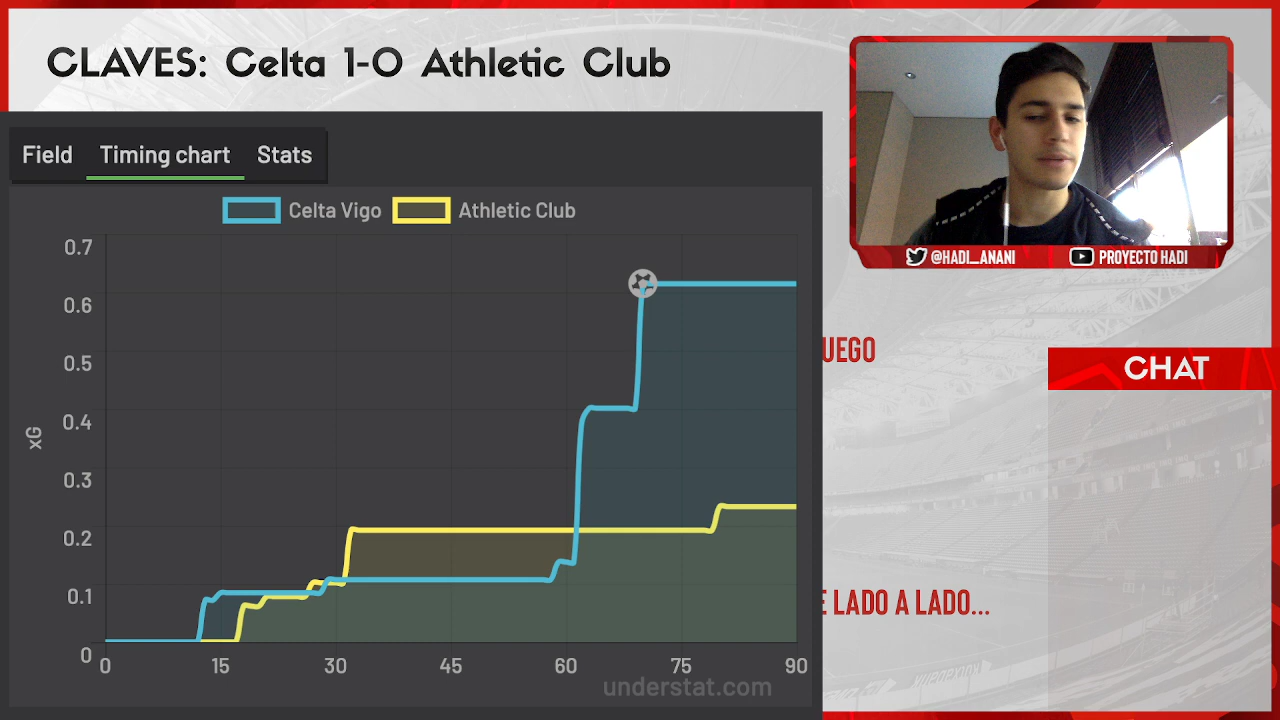 CLAVES: Celta 1-0 Athletic Club
Field Timing chart Stats
Celta Vigo Athletic Club
0.7
0.6
0.5
0.4
0.3
0.2
0.1
0
xG
0 15 30 45 60 75 90
understat.com
@HADI_ANANI PROYECTO HADI
UEGO
CHAT
E LADO A LADO...